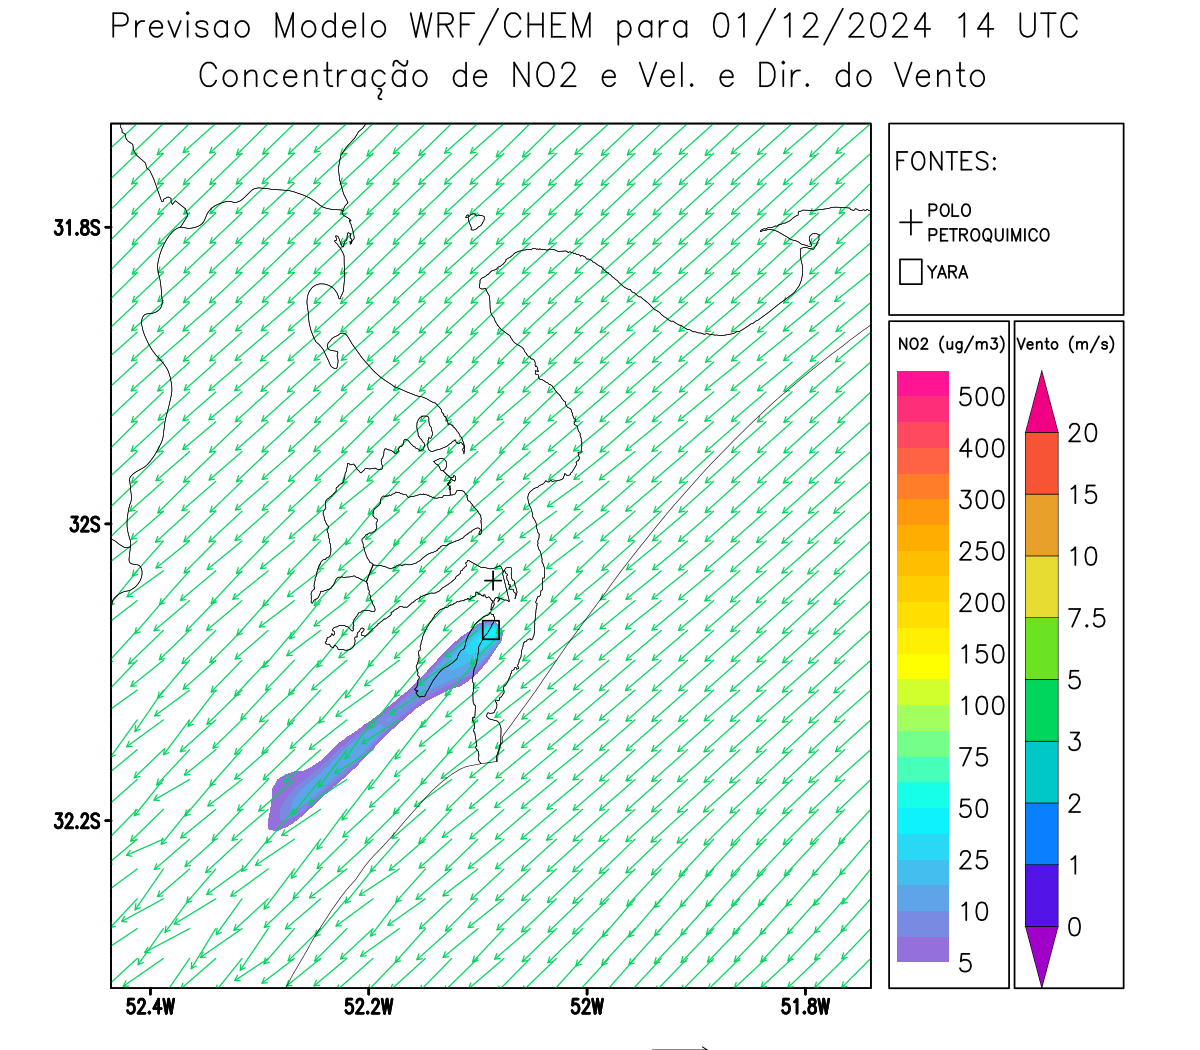 Previsao Modelo WRF/CHEM para 01/12/2024 14 UTC
Concentração de NO2 e Vel. e Dir. do Vento
FONTES:
POLO
PETROQUIMICO
YARA
NO2 (ug/m3)
500
400
300
250
200
150
100
75
50
25
10
5
Vento (m/s)
20
15
10
7.5
5
3
2
1
0
31.8S
32S
32.2S
52.4W
52.2W
52W
51.8W